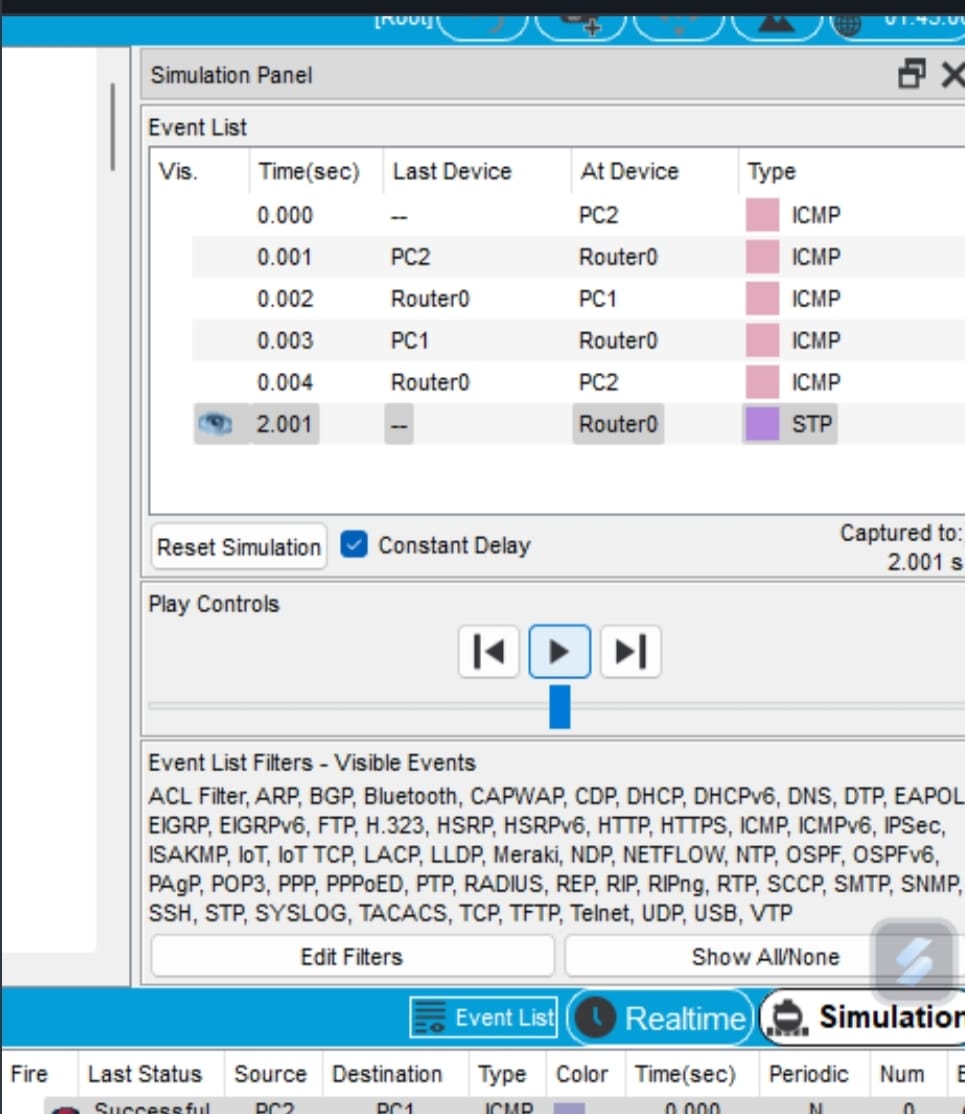 [Root]
Simulation Panel
Event List
Vis. Time(sec) Last Device At Device Type
0.000 -- PC2 ICMP
0.001 PC2 Router0 ICMP
0.002 Router0 PC1 ICMP
0.003 PC1 Router0 ICMP
0.004 Router0 PC2 ICMP
2.001 -- Router0 STP
Reset Simulation Constant Delay Captured to:
2.001 s
Play Controls
Event List Filters - Visible Events
ACL Filter, ARP, BGP, Bluetooth, CAPWAP, CDP, DHCP, DHCPv6, DNS, DTP, EAPOL
EIGRP, EIGRPv6, FTP, H.323, HSRP, HSRPv6, HTTP, HTTPS, ICMP, ICMPv6, IPSec,
ISAKMP, IoT, IoT TCP, LACP, LLDP, Meraki, NDP, NETFLOW, NTP, OSPF, OSPFv6,
PAgP, POP3, PPP, PPPoED, PTP, RADIUS, REP, RIP, RIPng, RTP, SCCP, SMTP, SNMP,
SSH, STP, SYSLOG, TACACS, TCP, TFTP, Telnet, UDP, USB, VTP
Edit Filters Show All/None
Event List Realtime Simulation
Fire Last Status Source Destination Type Color Time(sec) Periodic Num
Successful PC2 PC1 ICMP 0.000 N 0